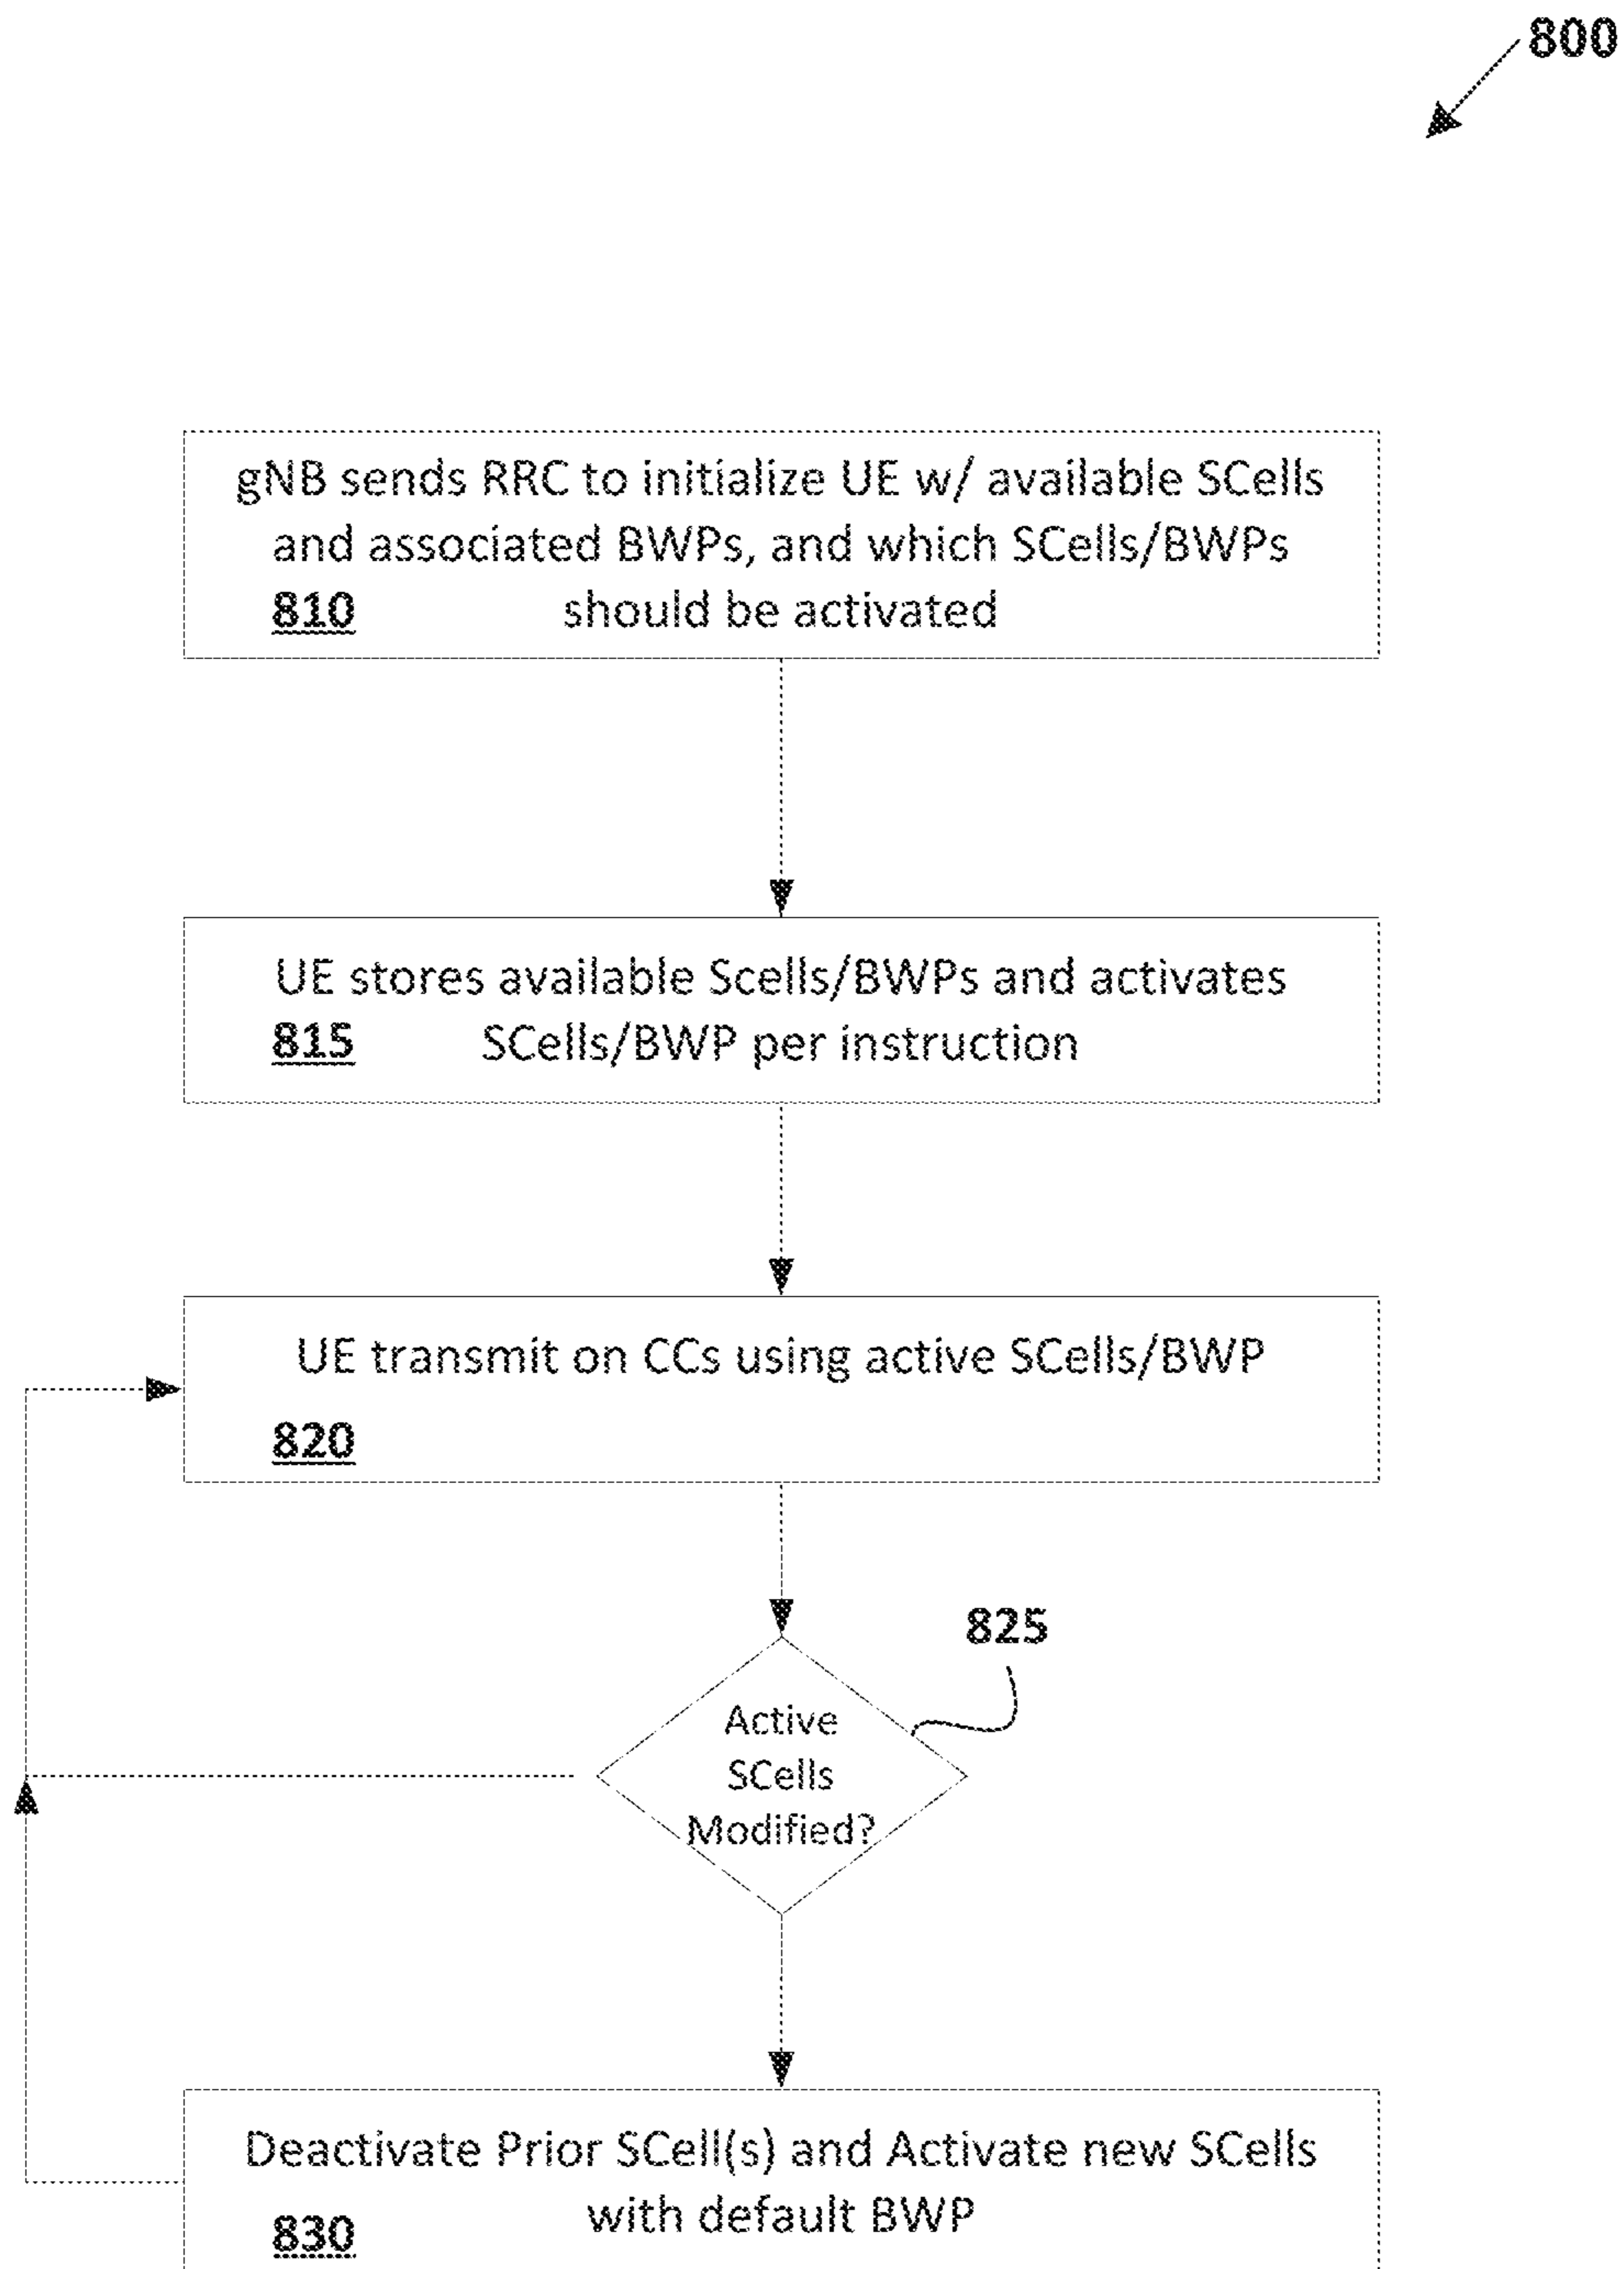 800
gNB sends RRC to initialize UE w/ available SCells
and associated BWPs, and which SCells/BWPs
810 should be activated
UE stores available Scells/BWPs and activates
815 SCells/BWP per instruction
UE transmit on CCs using active SCells/BWP
820
825
Active
SCells
Modified?
Deactivate Prior SCell(s) and Activate new SCells
830 with default BWP